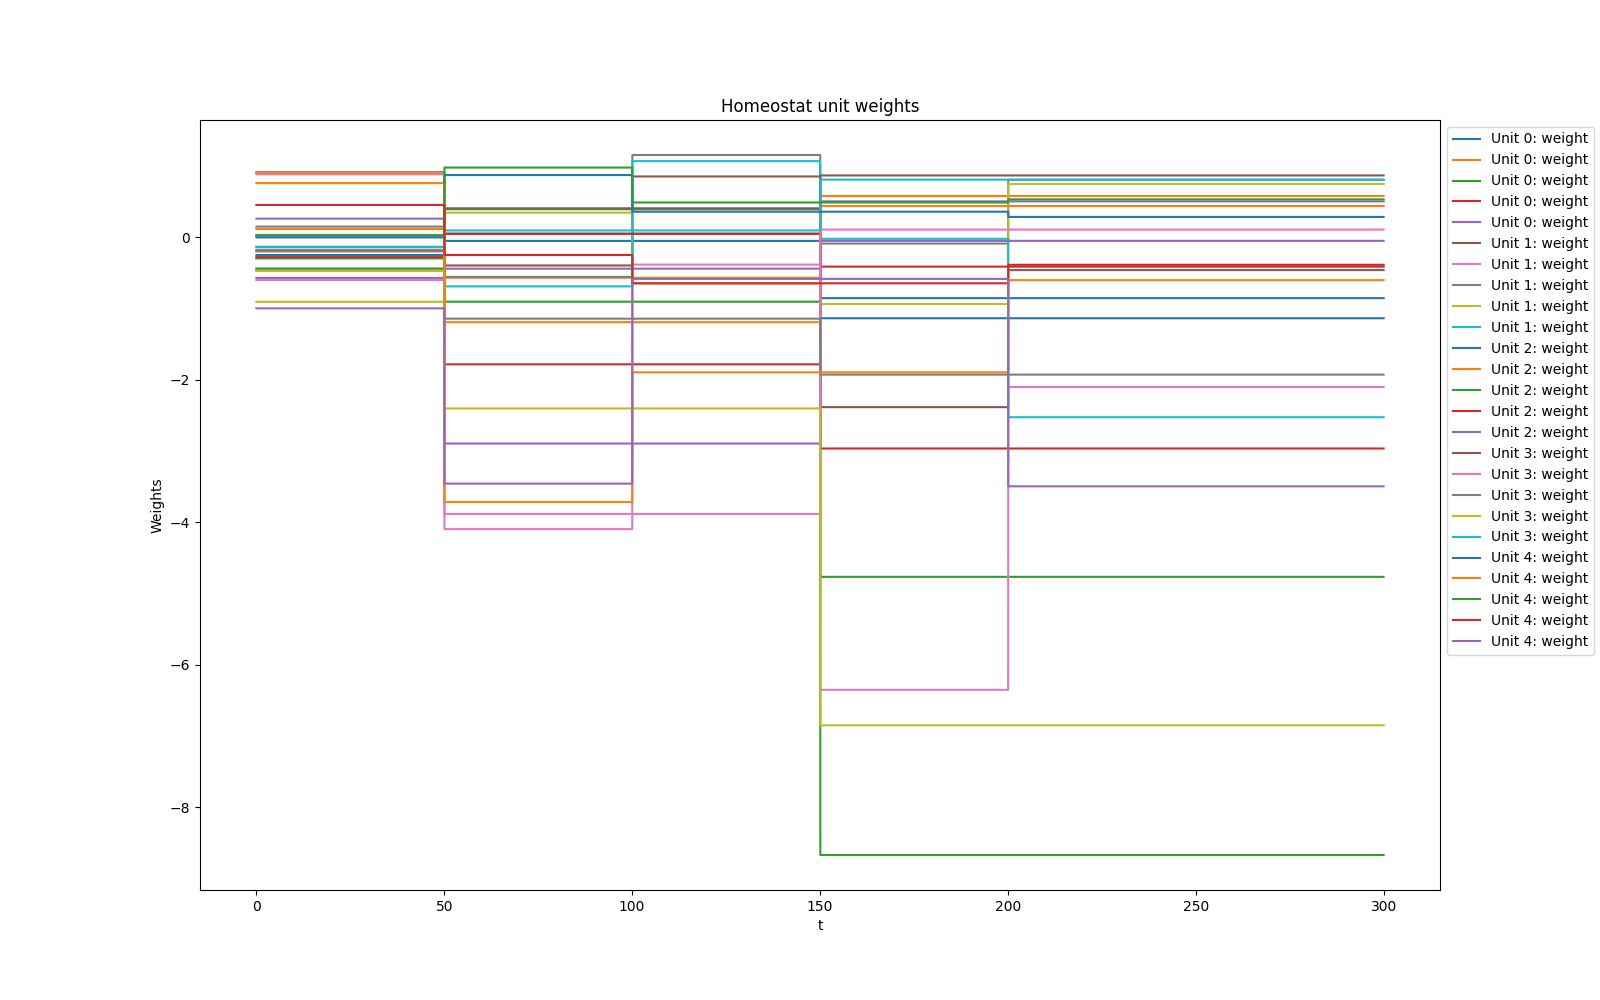 Homeostat unit weights
Weights
0
−2
−4
−6
−8
0
50
100
150
200
250
300
t
Unit 0: weight
Unit 0: weight
Unit 0: weight
Unit 0: weight
Unit 0: weight
Unit 1: weight
Unit 1: weight
Unit 1: weight
Unit 1: weight
Unit 1: weight
Unit 2: weight
Unit 2: weight
Unit 2: weight
Unit 2: weight
Unit 2: weight
Unit 3: weight
Unit 3: weight
Unit 3: weight
Unit 3: weight
Unit 3: weight
Unit 4: weight
Unit 4: weight
Unit 4: weight
Unit 4: weight
Unit 4: weight